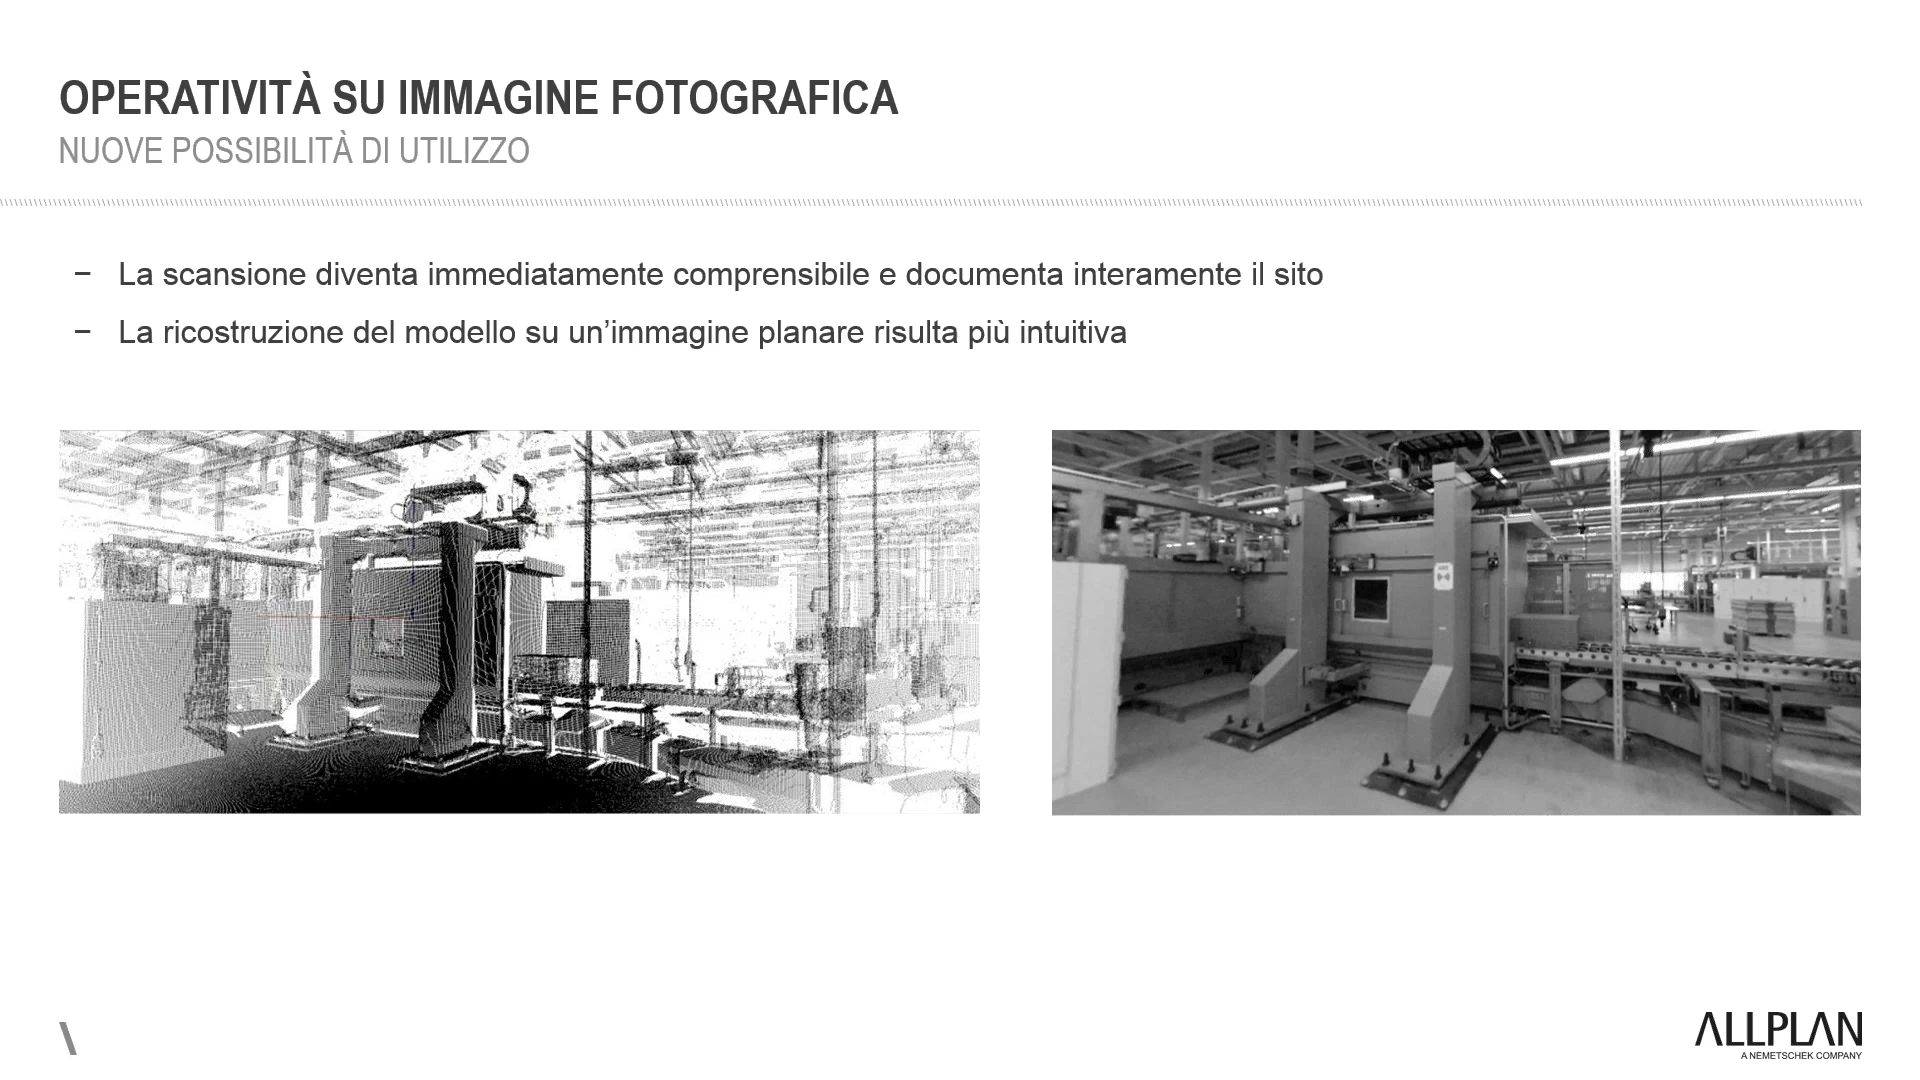 OPERATIVITÀ SU IMMAGINE FOTOGRAFICA
NUOVE POSSIBILITÀ DI UTILIZZO
− La scansione diventa immediatamente comprensibile e documenta interamente il sito
− La ricostruzione del modello su un’immagine planare risulta più intuitiva
ALLPLAN
A NEMETSCHEK COMPANY